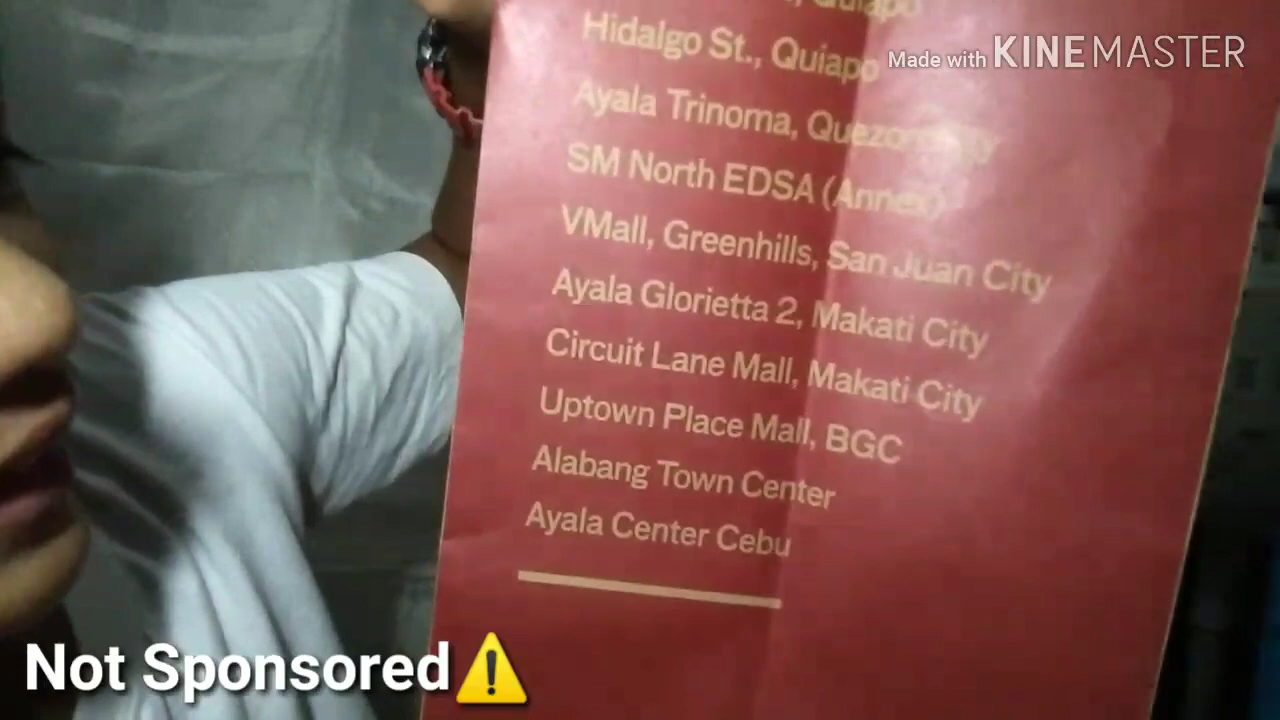 Quiapo
Hidalgo St., Quiapo
Made with KINEMASTER
Ayala Trinoma, Quezon City
SM North EDSA (Annex)
VMall, Greenhills, San Juan City
Ayala Glorietta 2, Makati City
Circuit Lane Mall, Makati City
Uptown Place Mall, BGC
Alabang Town Center
Ayala Center Cebu
Not Sponsored⚠️